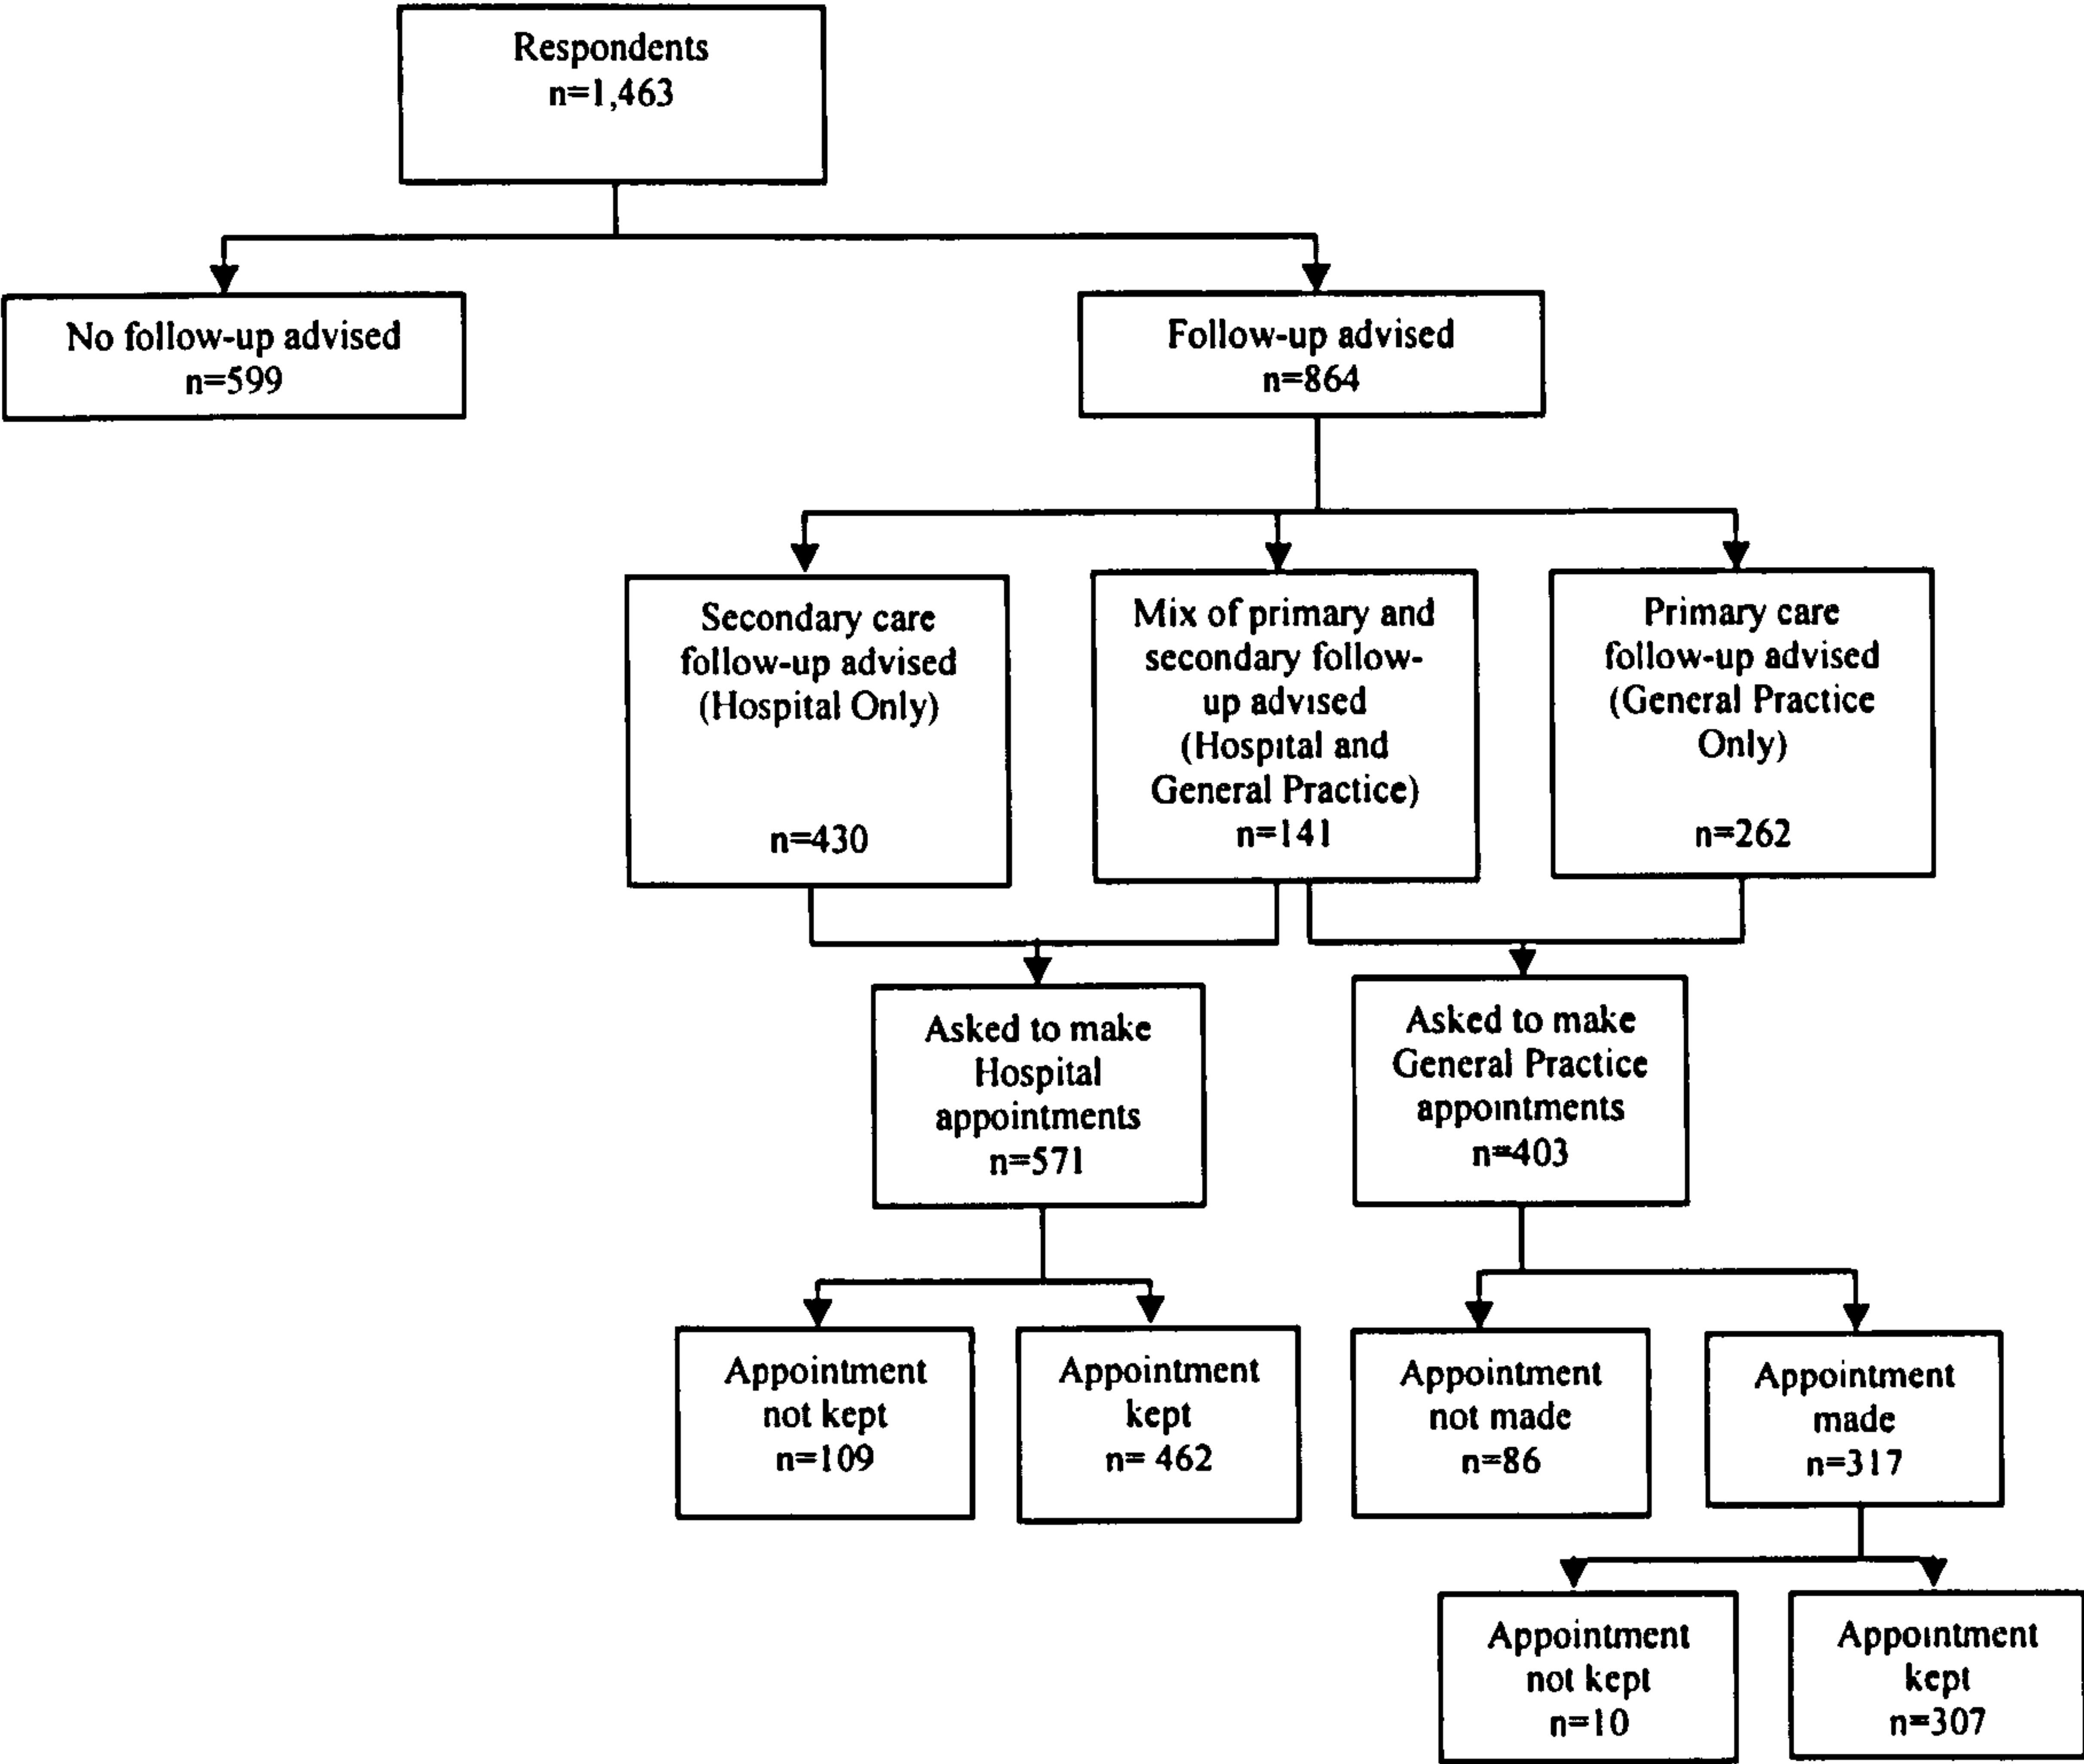 Respondents
n=1,463
No follow-up advised
n=599
Follow-up advised
n=864
Secondary care
follow-up advised
(Hospital Only)
n=430
Mix of primary and
secondary follow-
up advised
(Hospital and
General Practice)
n=141
Primary care
follow-up advised
(General Practice
Only)
n=262
Asked to make
Hospital
appointments
n=571
Asked to make
General Practice
appointments
n=403
Appointment
not kept
n=109
Appointment
kept
n= 462
Appointment
not made
n=86
Appointment
made
n=317
Appointment
not kept
n=10
Appointment
kept
n=307